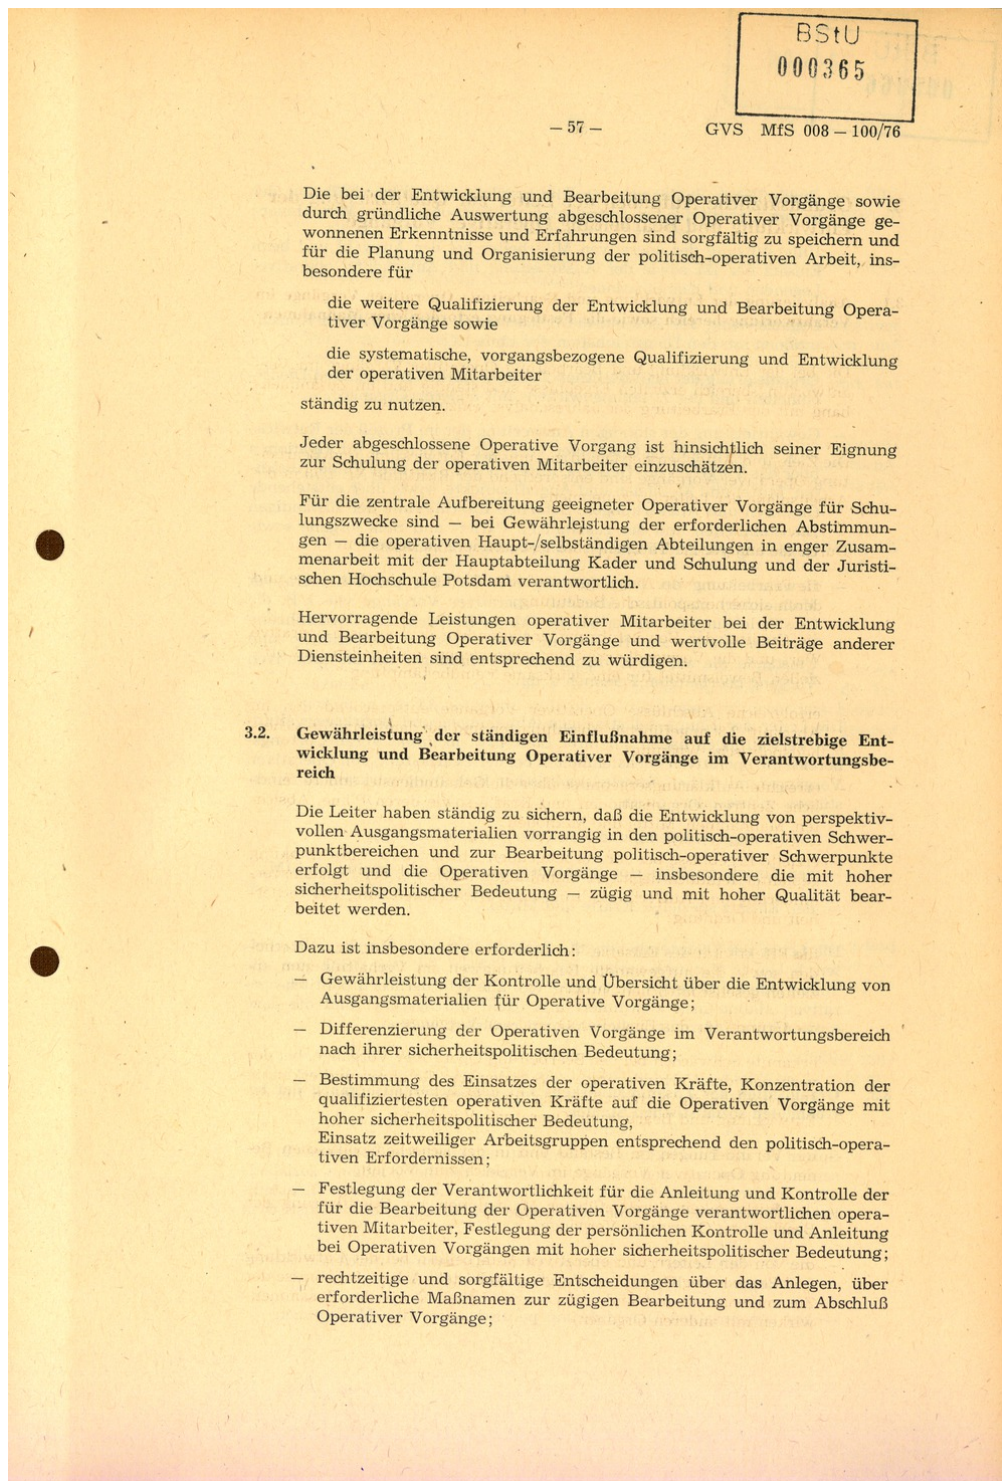 BStU
000365
— 57 —
GVS MfS 008 — 100/76
Die bei der Entwicklung und Bearbeitung Operativer Vorgänge sowie
durch gründliche Auswertung abgeschlossener Operativer Vorgänge ge-
wonnenen Erkenntnisse und Erfahrungen sind sorgfältig zu speichern und
für die Planung und Organisierung der politisch-operativen Arbeit, ins-
besondere für
die weitere Qualifizierung der Entwicklung und Bearbeitung Opera-
tiver Vorgänge sowie
die systematische, vorgangsbezogene Qualifizierung und Entwicklung
der operativen Mitarbeiter
ständig zu nutzen.
Jeder abgeschlossene Operative Vorgang ist hinsichtlich seiner Eignung
zur Schulung der operativen Mitarbeiter einzuschätzen.
Für die zentrale Aufbereitung geeigneter Operativer Vorgänge für Schu-
lungszwecke sind — bei Gewährleistung der erforderlichen Abstimmun-
gen — die operativen Haupt-/selbständigen Abteilungen in enger Zusam-
menarbeit mit der Hauptabteilung Kader und Schulung und der Juristi-
schen Hochschule Potsdam verantwortlich.
Hervorragende Leistungen operativer Mitarbeiter bei der Entwicklung
und Bearbeitung Operativer Vorgänge und wertvolle Beiträge anderer
Diensteinheiten sind entsprechend zu würdigen.
3.2. Gewährleistung der ständigen Einflußnahme auf die zielstrebige Ent-
wicklung und Bearbeitung Operativer Vorgänge im Verantwortungsbe-
reich
Die Leiter haben ständig zu sichern, daß die Entwicklung von perspektiv-
vollen Ausgangsmaterialien vorrangig in den politisch-operativen Schwer-
punktbereichen und zur Bearbeitung politisch-operativer Schwerpunkte
erfolgt und die Operativen Vorgänge — insbesondere die mit hoher
sicherheitspolitischer Bedeutung — zügig und mit hoher Qualität bear-
beitet werden.
Dazu ist insbesondere erforderlich:
— Gewährleistung der Kontrolle und Übersicht über die Entwicklung von
Ausgangsmaterialien für Operative Vorgänge;
— Differenzierung der Operativen Vorgänge im Verantwortungsbereich
nach ihrer sicherheitspolitischen Bedeutung;
— Bestimmung des Einsatzes der operativen Kräfte, Konzentration der
qualifiziertesten operativen Kräfte auf die Operativen Vorgänge mit
hoher sicherheitspolitischer Bedeutung,
Einsatz zeitweiliger Arbeitsgruppen entsprechend den politisch-opera-
tiven Erfordernissen;
— Festlegung der Verantwortlichkeit für die Anleitung und Kontrolle der
für die Bearbeitung der Operativen Vorgänge verantwortlichen opera-
tiven Mitarbeiter, Festlegung der persönlichen Kontrolle und Anleitung
bei Operativen Vorgängen mit hoher sicherheitspolitischer Bedeutung;
— rechtzeitige und sorgfältige Entscheidungen über das Anlegen, über
erforderliche Maßnamen zur zügigen Bearbeitung und zum Abschluß
Operativer Vorgänge;